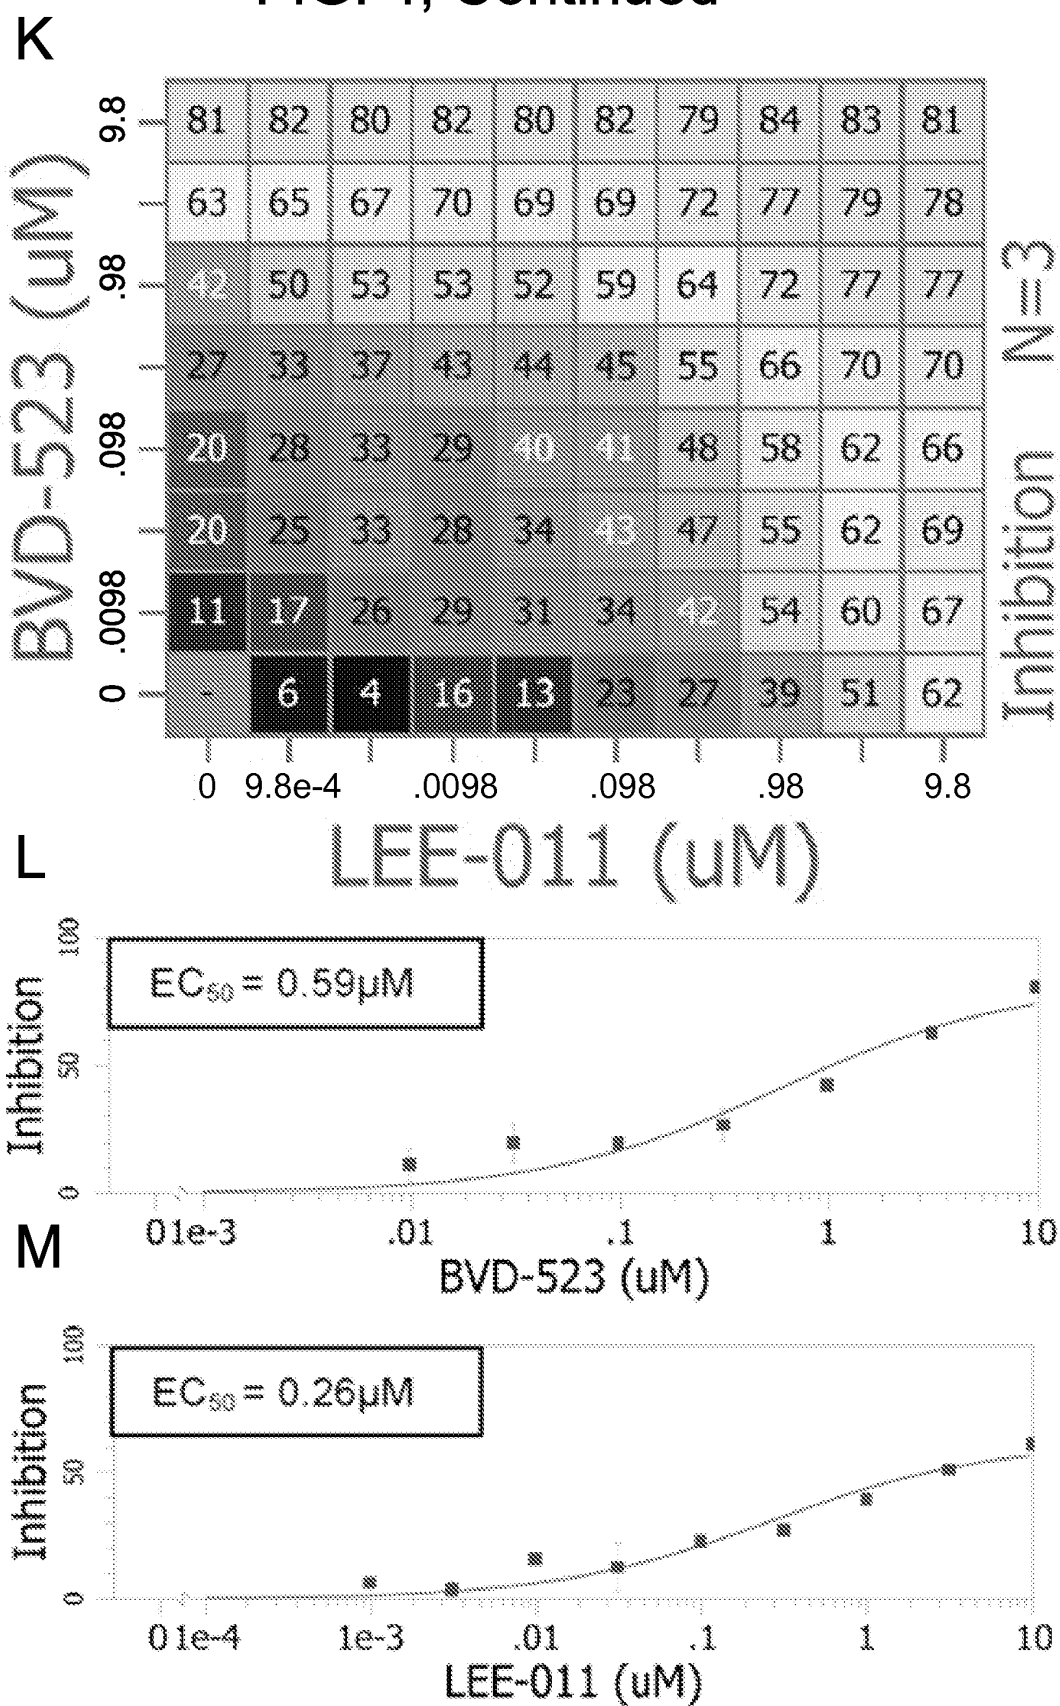 K
BVD-523 (uM)
9.8 81 82 80 82 80 82 79 84 83 81
63 65 67 70 69 69 72 77 79 78
.98 42 50 53 53 52 59 64 72 77 77
27 33 37 43 44 45 55 66 70 70
.098 20 28 33 29 40 41 48 58 62 66
20 25 33 28 34 43 47 55 62 69
.0098 11 17 26 29 31 34 42 54 60 67
0 - 6 4 16 13 23 27 39 51 62
0 9.8e-4 .0098 .098 .98 9.8
LEE-011 (uM)
Inhibition N=3
L
EC50 = 0.59µM
Inhibition
100
50
0
01e-3 .01 .1 1 10
BVD-523 (uM)
M
EC50 = 0.26µM
Inhibition
100
50
0
01e-4 1e-3 .01 .1 1 10
LEE-011 (uM)